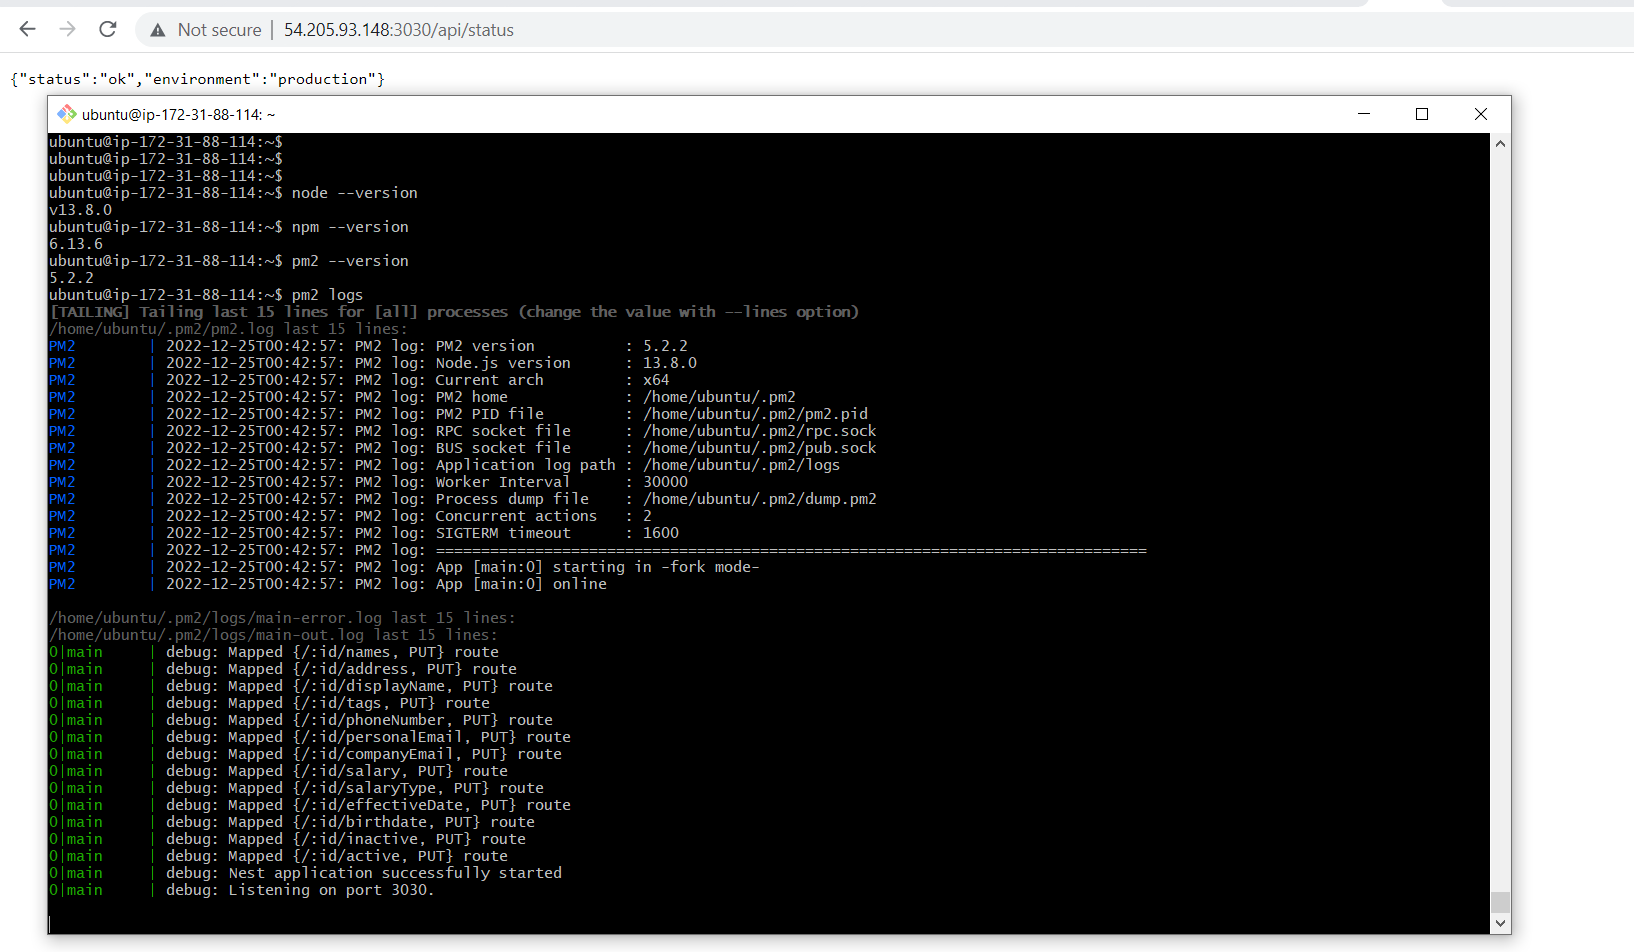 Not secure | 54.205.93.148:3030/api/status
{"status":"ok","environment":"production"}
ubuntu@ip-172-31-88-114: ~
ubuntu@ip-172-31-88-114:~$
ubuntu@ip-172-31-88-114:~$
ubuntu@ip-172-31-88-114:~$
ubuntu@ip-172-31-88-114:~$ node --version
v13.8.0
ubuntu@ip-172-31-88-114:~$ npm --version
6.13.6
ubuntu@ip-172-31-88-114:~$ pm2 --version
5.2.2
ubuntu@ip-172-31-88-114:~$ pm2 logs
[TAILING] Tailing last 15 lines for [all] processes (change the value with --lines option)
/home/ubuntu/.pm2/pm2.log last 15 lines:
PM2        | 2022-12-25T00:42:57: PM2 log: PM2 version          : 5.2.2
PM2        | 2022-12-25T00:42:57: PM2 log: Node.js version      : 13.8.0
PM2        | 2022-12-25T00:42:57: PM2 log: Current arch         : x64
PM2        | 2022-12-25T00:42:57: PM2 log: PM2 home             : /home/ubuntu/.pm2
PM2        | 2022-12-25T00:42:57: PM2 log: PM2 PID file         : /home/ubuntu/.pm2/pm2.pid
PM2        | 2022-12-25T00:42:57: PM2 log: RPC socket file      : /home/ubuntu/.pm2/rpc.sock
PM2        | 2022-12-25T00:42:57: PM2 log: BUS socket file      : /home/ubuntu/.pm2/pub.sock
PM2        | 2022-12-25T00:42:57: PM2 log: Application log path : /home/ubuntu/.pm2/logs
PM2        | 2022-12-25T00:42:57: PM2 log: Worker Interval      : 30000
PM2        | 2022-12-25T00:42:57: PM2 log: Process dump file    : /home/ubuntu/.pm2/dump.pm2
PM2        | 2022-12-25T00:42:57: PM2 log: Concurrent actions   : 2
PM2        | 2022-12-25T00:42:57: PM2 log: SIGTERM timeout      : 1600
PM2        | 2022-12-25T00:42:57: PM2 log: ===============================================================================
PM2        | 2022-12-25T00:42:57: PM2 log: App [main:0] starting in -fork mode-
PM2        | 2022-12-25T00:42:57: PM2 log: App [main:0] online
/home/ubuntu/.pm2/logs/main-error.log last 15 lines:
/home/ubuntu/.pm2/logs/main-out.log last 15 lines:
0|main     | debug: Mapped {/:id/names, PUT} route
0|main     | debug: Mapped {/:id/address, PUT} route
0|main     | debug: Mapped {/:id/displayName, PUT} route
0|main     | debug: Mapped {/:id/tags, PUT} route
0|main     | debug: Mapped {/:id/phoneNumber, PUT} route
0|main     | debug: Mapped {/:id/personalEmail, PUT} route
0|main     | debug: Mapped {/:id/companyEmail, PUT} route
0|main     | debug: Mapped {/:id/salary, PUT} route
0|main     | debug: Mapped {/:id/salaryType, PUT} route
0|main     | debug: Mapped {/:id/effectiveDate, PUT} route
0|main     | debug: Mapped {/:id/birthdate, PUT} route
0|main     | debug: Mapped {/:id/inactive, PUT} route
0|main     | debug: Mapped {/:id/active, PUT} route
0|main     | debug: Nest application successfully started
0|main     | debug: Listening on port 3030.